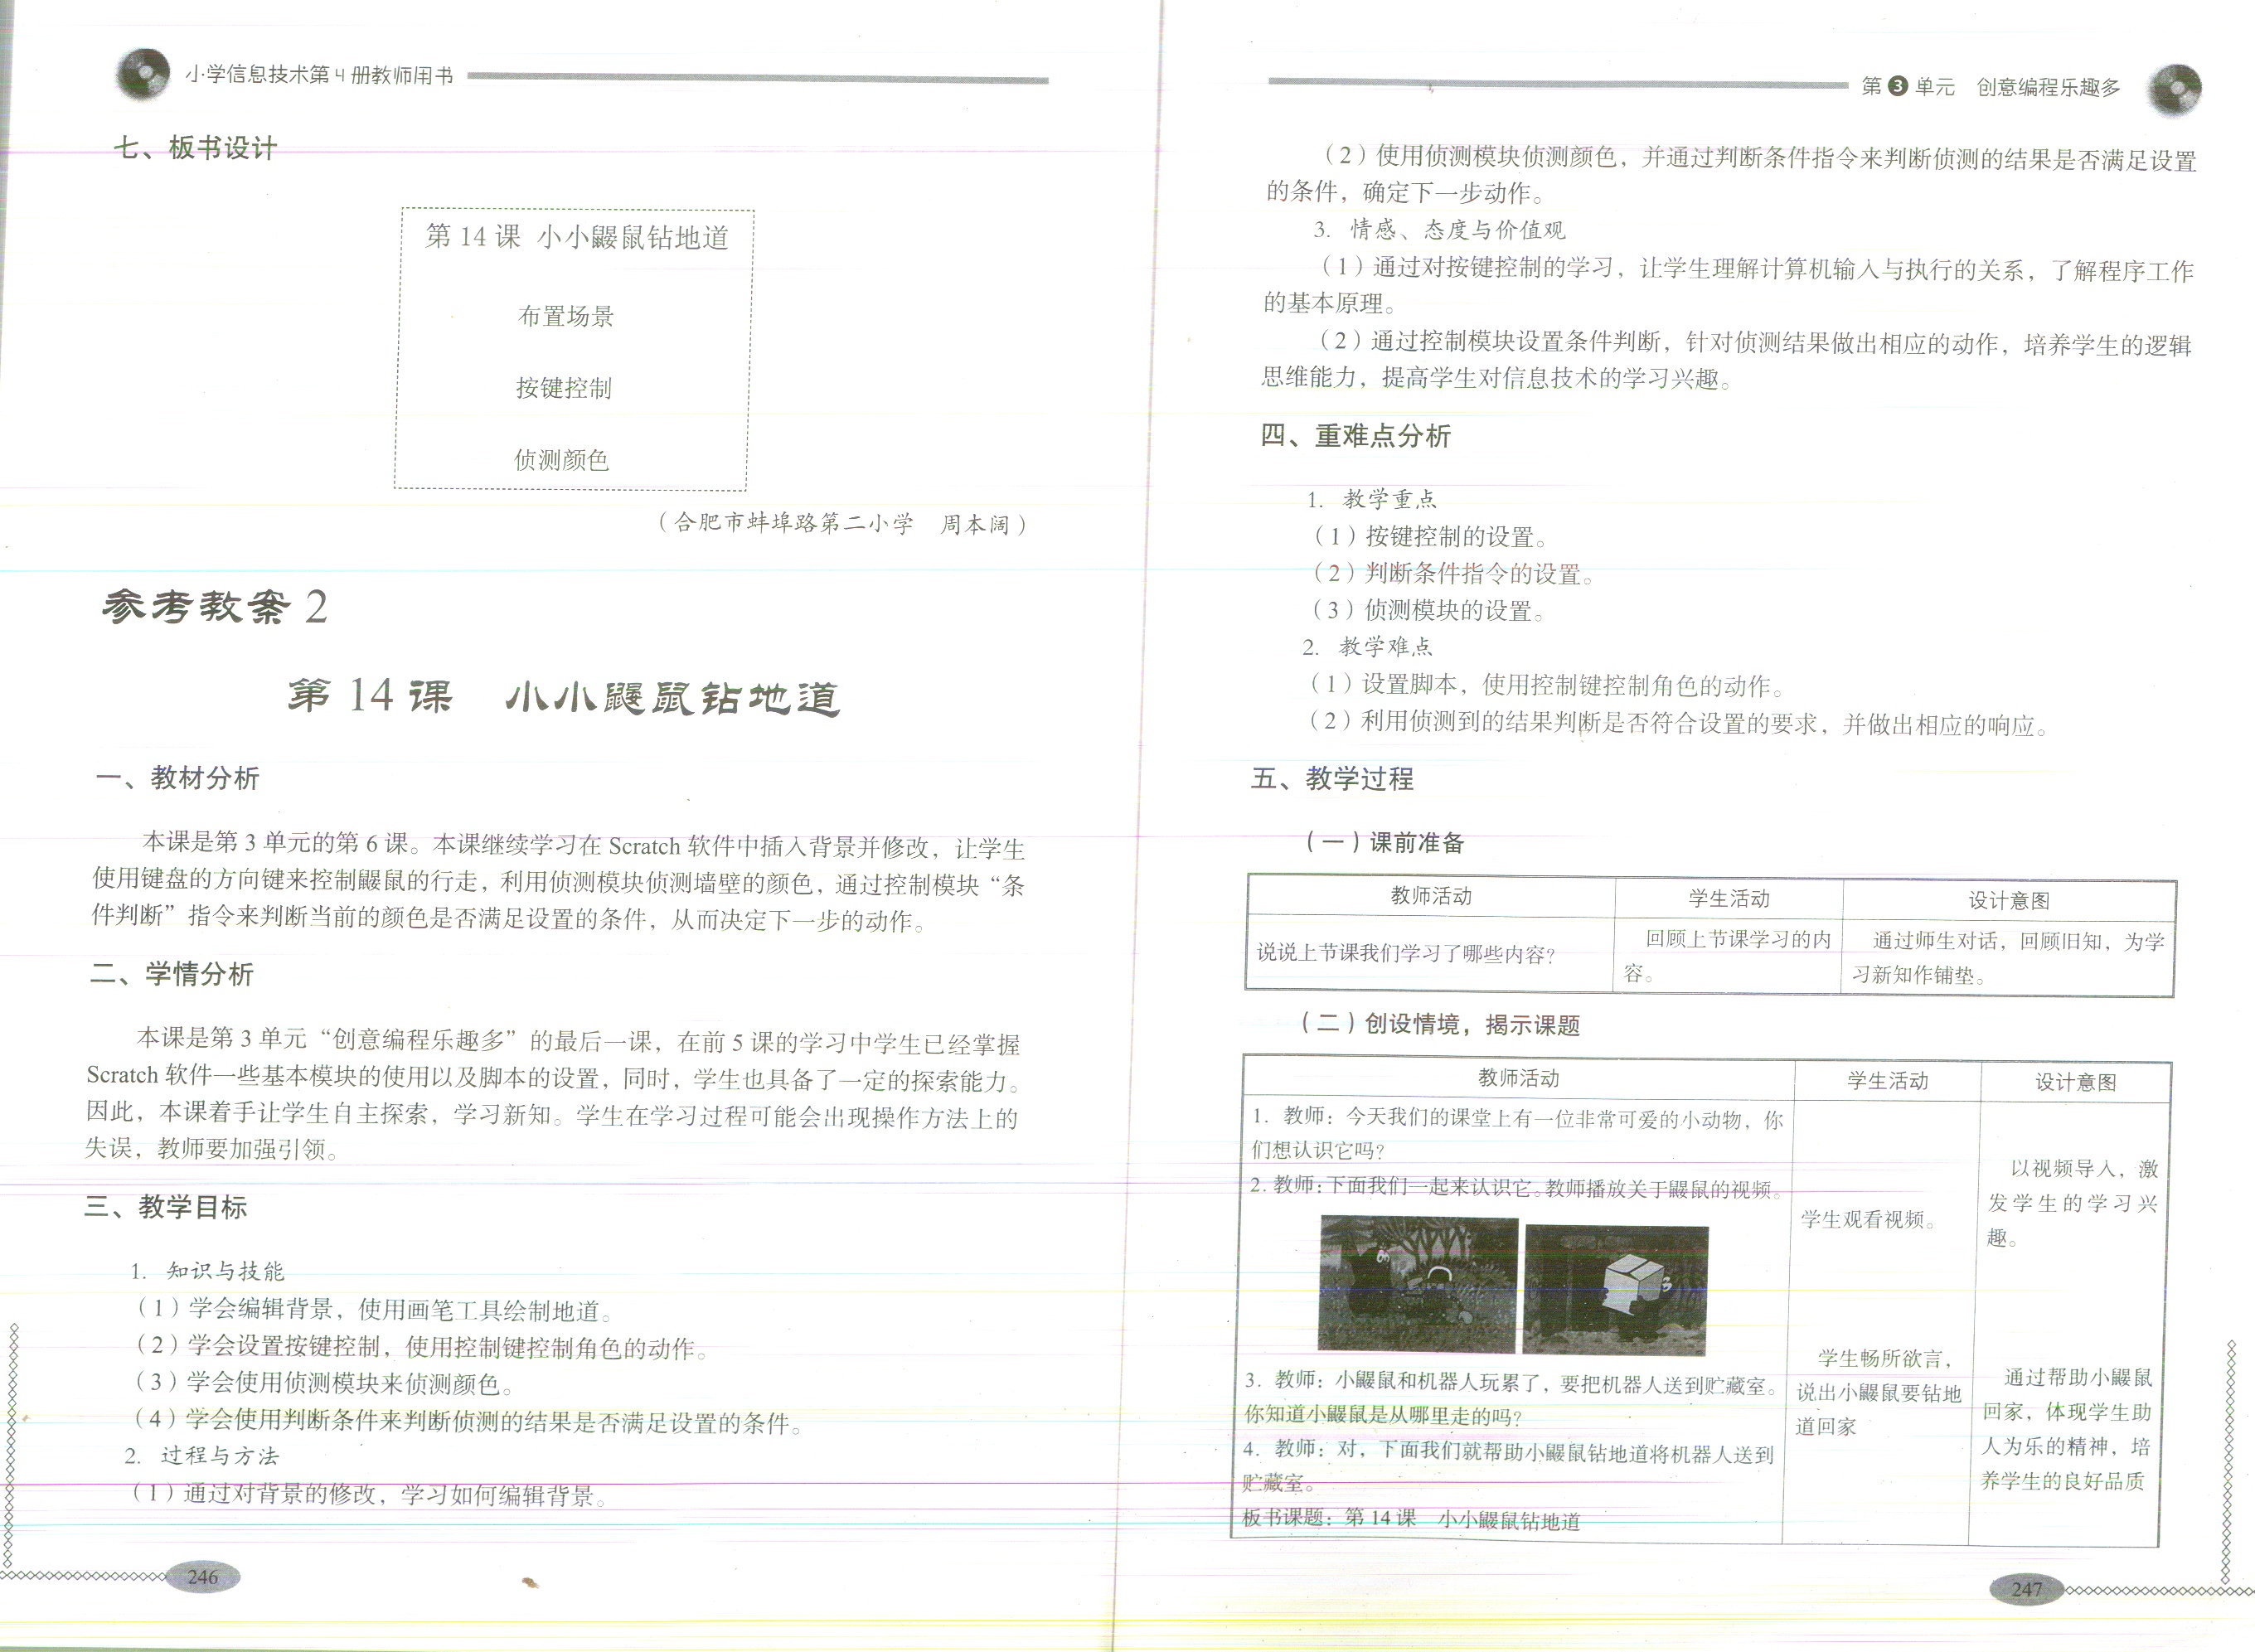 小学信息技术第4册教师用书
七、板书设计
第 14 课 小小鼹鼠钻地道
布置场景
按键控制
侦测颜色
（合肥市蚌埠路第二小学 周本阔）
参考教案 2
第 14 课 小小鼹鼠钻地道
一、教材分析
本课是第 3 单元的第 6 课。本课继续学习在 Scratch 软件中插入背景并修改，让学生
使用键盘的方向键来控制鼹鼠的行走，利用侦测模块侦测墙壁的颜色，通过控制模块“条
件判断”指令来判断当前的颜色是否满足设置的条件，从而决定下一步的动作。
二、学情分析
本课是第 3 单元“创意编程乐趣多”的最后一课，在前 5 课的学习中学生已经掌握
Scratch 软件一些基本模块的使用以及脚本的设置，同时，学生也具备了一定的探索能力。
因此，本课着手让学生自主探索，学习新知。学生在学习过程可能会出现操作方法上的
失误，教师要加强引领。
三、教学目标
1. 知识与技能
（1）学会编辑背景，使用画笔工具绘制地道。
（2）学会设置按键控制，使用控制键控制角色的动作。
（3）学会使用侦测模块来侦测颜色。
（4）学会使用判断条件来判断侦测的结果是否满足设置的条件。
2. 过程与方法
（1）通过对背景的修改，学习如何编辑背景。
246
第 3 单元 创意编程乐趣多
（2）使用侦测模块侦测颜色，并通过判断条件指令来判断侦测的结果是否满足设置
的条件，确定下一步动作。
3. 情感、态度与价值观
（1）通过对按键控制的学习，让学生理解计算机输入与执行的关系，了解程序工作
的基本原理。
（2）通过控制模块设置条件判断，针对侦测结果做出相应的动作，培养学生的逻辑
思维能力，提高学生对信息技术的学习兴趣。
四、重难点分析
1. 教学重点
（1）按键控制的设置。
（2）判断条件指令的设置。
（3）侦测模块的设置。
2. 教学难点
（1）设置脚本，使用控制键控制角色的动作。
（2）利用侦测到的结果判断是否符合设置的要求，并做出相应的响应。
五、教学过程
（一）课前准备
教师活动 学生活动 设计意图
说说上节课我们学习了哪些内容？
回顾上节课学习的内
容。
通过师生对话，回顾旧知，为学
习新知作铺垫。
（二）创设情境，揭示课题
教师活动 学生活动 设计意图
1. 教师：今天我们的课堂上有一位非常可爱的小动物，你
们想认识它吗？
2. 教师：下面我们一起来认识它。教师播放关于鼹鼠的视频。
3. 教师：小鼹鼠和机器人玩累了，要把机器人送到贮藏室。
你知道小鼹鼠是从哪里走的吗？
4. 教师：对，下面我们就帮助小鼹鼠钻地道将机器人送到
贮藏室。
板书课题：第 14 课 小小鼹鼠钻地道
学生观看视频。
学生畅所欲言，
说出小鼹鼠要钻地
道回家
以视频导入，激
发学生的学习兴
趣。
通过帮助小鼹鼠
回家，体现学生助
人为乐的精神，培
养学生的良好品质
247